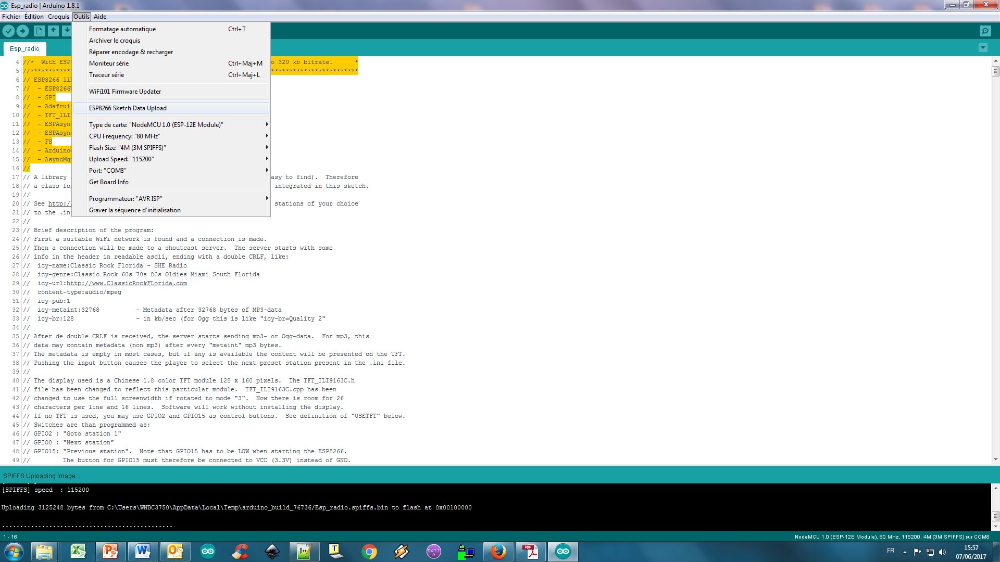 Esp_radio | Arduino 1.8.1
Fichier Édition Croquis Outils Aide
Formatage automatique Ctrl+T
Archiver le croquis
Réparer encodage & recharger
Moniteur série Ctrl+Maj+M
Traceur série Ctrl+Maj+L
WiFi101 Firmware Updater
ESP8266 Sketch Data Upload
Type de carte: "NodeMCU 1.0 (ESP-12E Module)"
CPU Frequency: "80 MHz"
Flash Size: "4M (3M SPIFFS)"
Upload Speed: "115200"
Port: "COM8"
Get Board Info
Programmateur: "AVR ISP"
Graver la séquence d'initialisation
Esp_radio
4 //* With ESP8 o 320 kb bitrate. *
5 //************* ************************
6 // ESP8266 li
7 // - ESP8266
8 // - SPI
9 // - Adafrui
10 // - TFT_ILI
11 // - ESPAsyn
12 // - ESPAsyn
13 // - FS
14 // - Arduino
15 // - AsyncMq
16 //
17 // A library asy to find). Therefore
18 // a class fo integrated in this sketch.
19 //
20 // See http:/ stations of your choice
21 // to the .in
22 //
23 // Brief description of the program:
24 // First a suitable WiFi network is found and a connection is made.
25 // Then a connection will be made to a shoutcast server. The server starts with some
26 // info in the header in readable ascii, ending with a double CRLF, like:
27 // icy-name:Classic Rock Florida - SHE Radio
28 // icy-genre:Classic Rock 60s 70s 80s Oldies Miami South Florida
29 // icy-url:http://www.ClassicRockFLorida.com
30 // content-type:audio/mpeg
31 // icy-pub:1
32 // icy-metaint:32768 - Metadata after 32768 bytes of MP3-data
33 // icy-br:128 - in kb/sec (for Ogg this is like "icy-br=Quality 2"
34 //
35 // After de double CRLF is received, the server starts sending mp3- or Ogg-data. For mp3, this
36 // data may contain metadata (non mp3) after every "metaint" mp3 bytes.
37 // The metadata is empty in most cases, but if any is available the content will be presented on the TFT.
38 // Pushing the input button causes the player to select the next preset station present in the .ini file.
39 //
40 // The display used is a Chinese 1.8 color TFT module 128 x 160 pixels. The TFT_ILI9163C.h
41 // file has been changed to reflect this particular module. TFT_ILI9163C.cpp has been
42 // changed to use the full screenwidth if rotated to mode "3". Now there is room for 26
43 // characters per line and 16 lines. Software will work without installing the display.
44 // If no TFT is used, you may use GPIO2 and GPIO15 as control buttons. See definition of "USETFT" below.
45 // Switches are than programmed as:
46 // GPIO2 : "Goto station 1"
47 // GPIO0 : "Next station"
48 // GPIO15: "Previous station". Note that GPIO15 has to be LOW when starting the ESP8266.
49 // The button for GPIO15 must therefore be connected to VCC (3.3V) instead of GND.
SPIFFS Uploading Image...
[SPIFFS] speed : 115200
Uploading 3125248 bytes from C:\Users\WNBC3750\AppData\Local\Temp\arduino_build_76736/Esp_radio.spiffs.bin to flash at 0x00100000
...............................................
1 - 16
NodeMCU 1.0 (ESP-12E Module), 80 MHz, 115200, 4M (3M SPIFFS) sur COM8
FR
15:57
07/06/2017